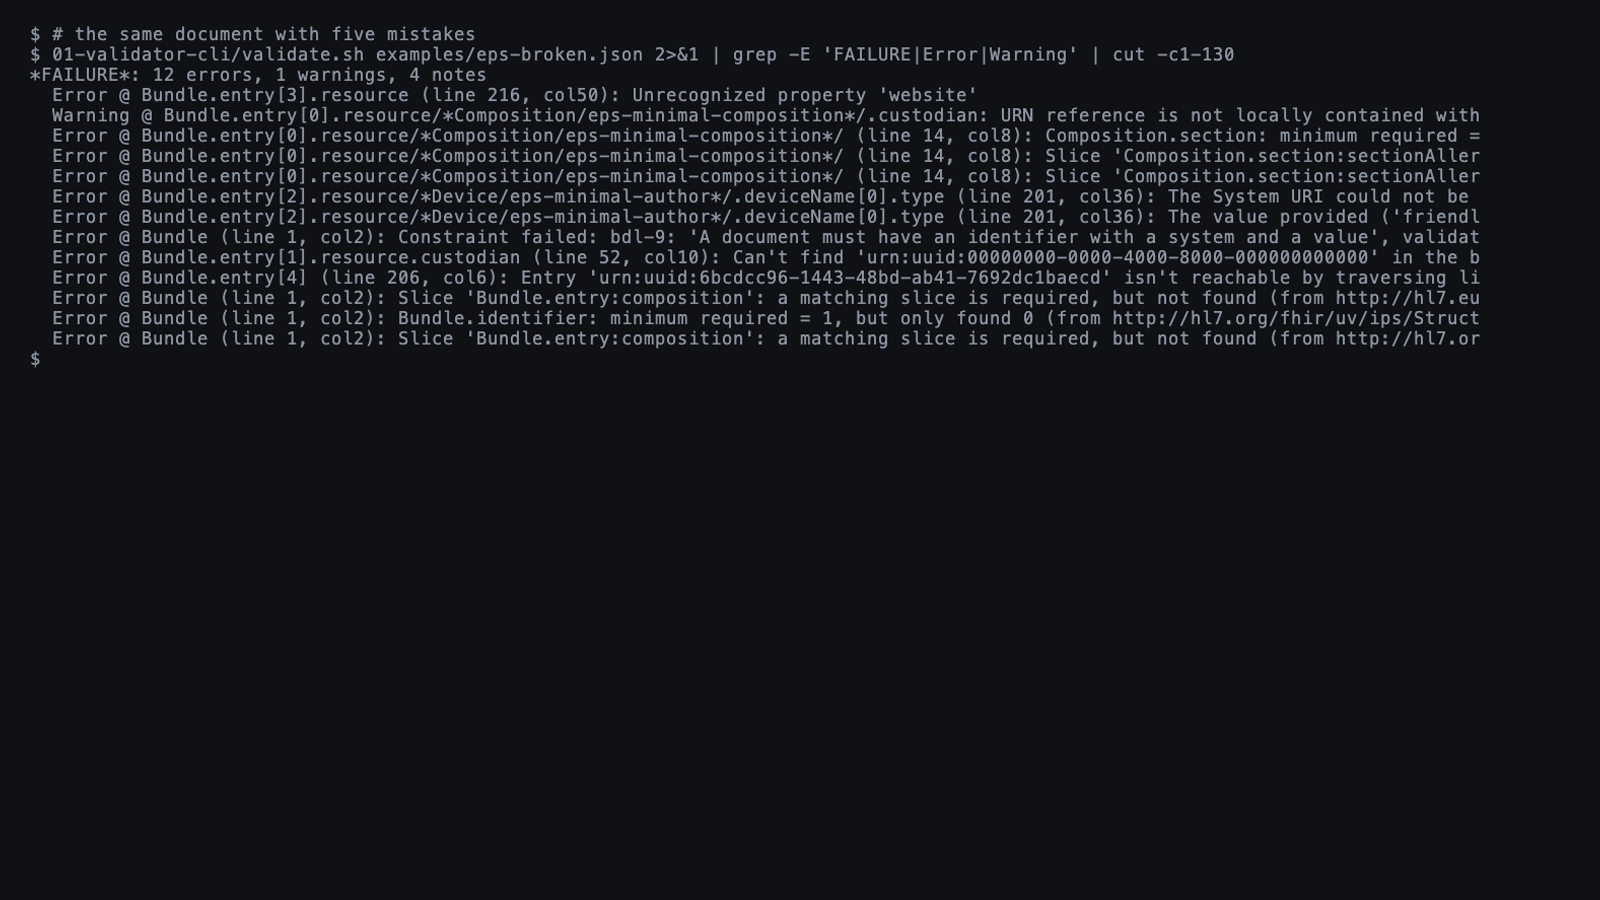 $ # the same document with five mistakes
$ 01-validator-cli/validate.sh examples/eps-broken.json 2>&1 | grep -E 'FAILURE|Error|Warning' | cut -c1-130
*FAILURE*: 12 errors, 1 warnings, 4 notes
  Error @ Bundle.entry[3].resource (line 216, col50): Unrecognized property 'website'
  Warning @ Bundle.entry[0].resource/*Composition/eps-minimal-composition*/.custodian: URN reference is not locally contained with
  Error @ Bundle.entry[0].resource/*Composition/eps-minimal-composition*/ (line 14, col8): Composition.section: minimum required =
  Error @ Bundle.entry[0].resource/*Composition/eps-minimal-composition*/ (line 14, col8): Slice 'Composition.section:sectionAller
  Error @ Bundle.entry[0].resource/*Composition/eps-minimal-composition*/ (line 14, col8): Slice 'Composition.section:sectionAller
  Error @ Bundle.entry[2].resource/*Device/eps-minimal-author*/.deviceName[0].type (line 201, col36): The System URI could not be
  Error @ Bundle.entry[2].resource/*Device/eps-minimal-author*/.deviceName[0].type (line 201, col36): The value provided ('friendl
  Error @ Bundle (line 1, col2): Constraint failed: bdl-9: 'A document must have an identifier with a system and a value', validat
  Error @ Bundle.entry[1].resource.custodian (line 52, col10): Can't find 'urn:uuid:00000000-0000-4000-8000-000000000000' in the b
  Error @ Bundle.entry[4] (line 206, col6): Entry 'urn:uuid:6bcdcc96-1443-48bd-ab41-7692dc1baecd' isn't reachable by traversing li
  Error @ Bundle (line 1, col2): Slice 'Bundle.entry:composition': a matching slice is required, but not found (from http://hl7.eu
  Error @ Bundle (line 1, col2): Bundle.identifier: minimum required = 1, but only found 0 (from http://hl7.org/fhir/uv/ips/Struct
  Error @ Bundle (line 1, col2): Slice 'Bundle.entry:composition': a matching slice is required, but not found (from http://hl7.or
$